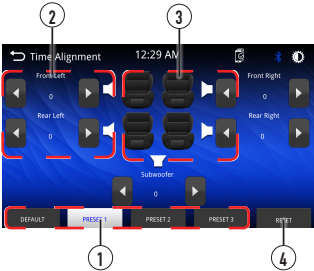 2 3
Time Alignment 12:29 AM
Front Left Front Right
0 0
Rear Left Rear Right
0 0
Subwoofer
0
DEFAULT PRESET 1 PRESET 2 PRESET 3 RESET
1 4